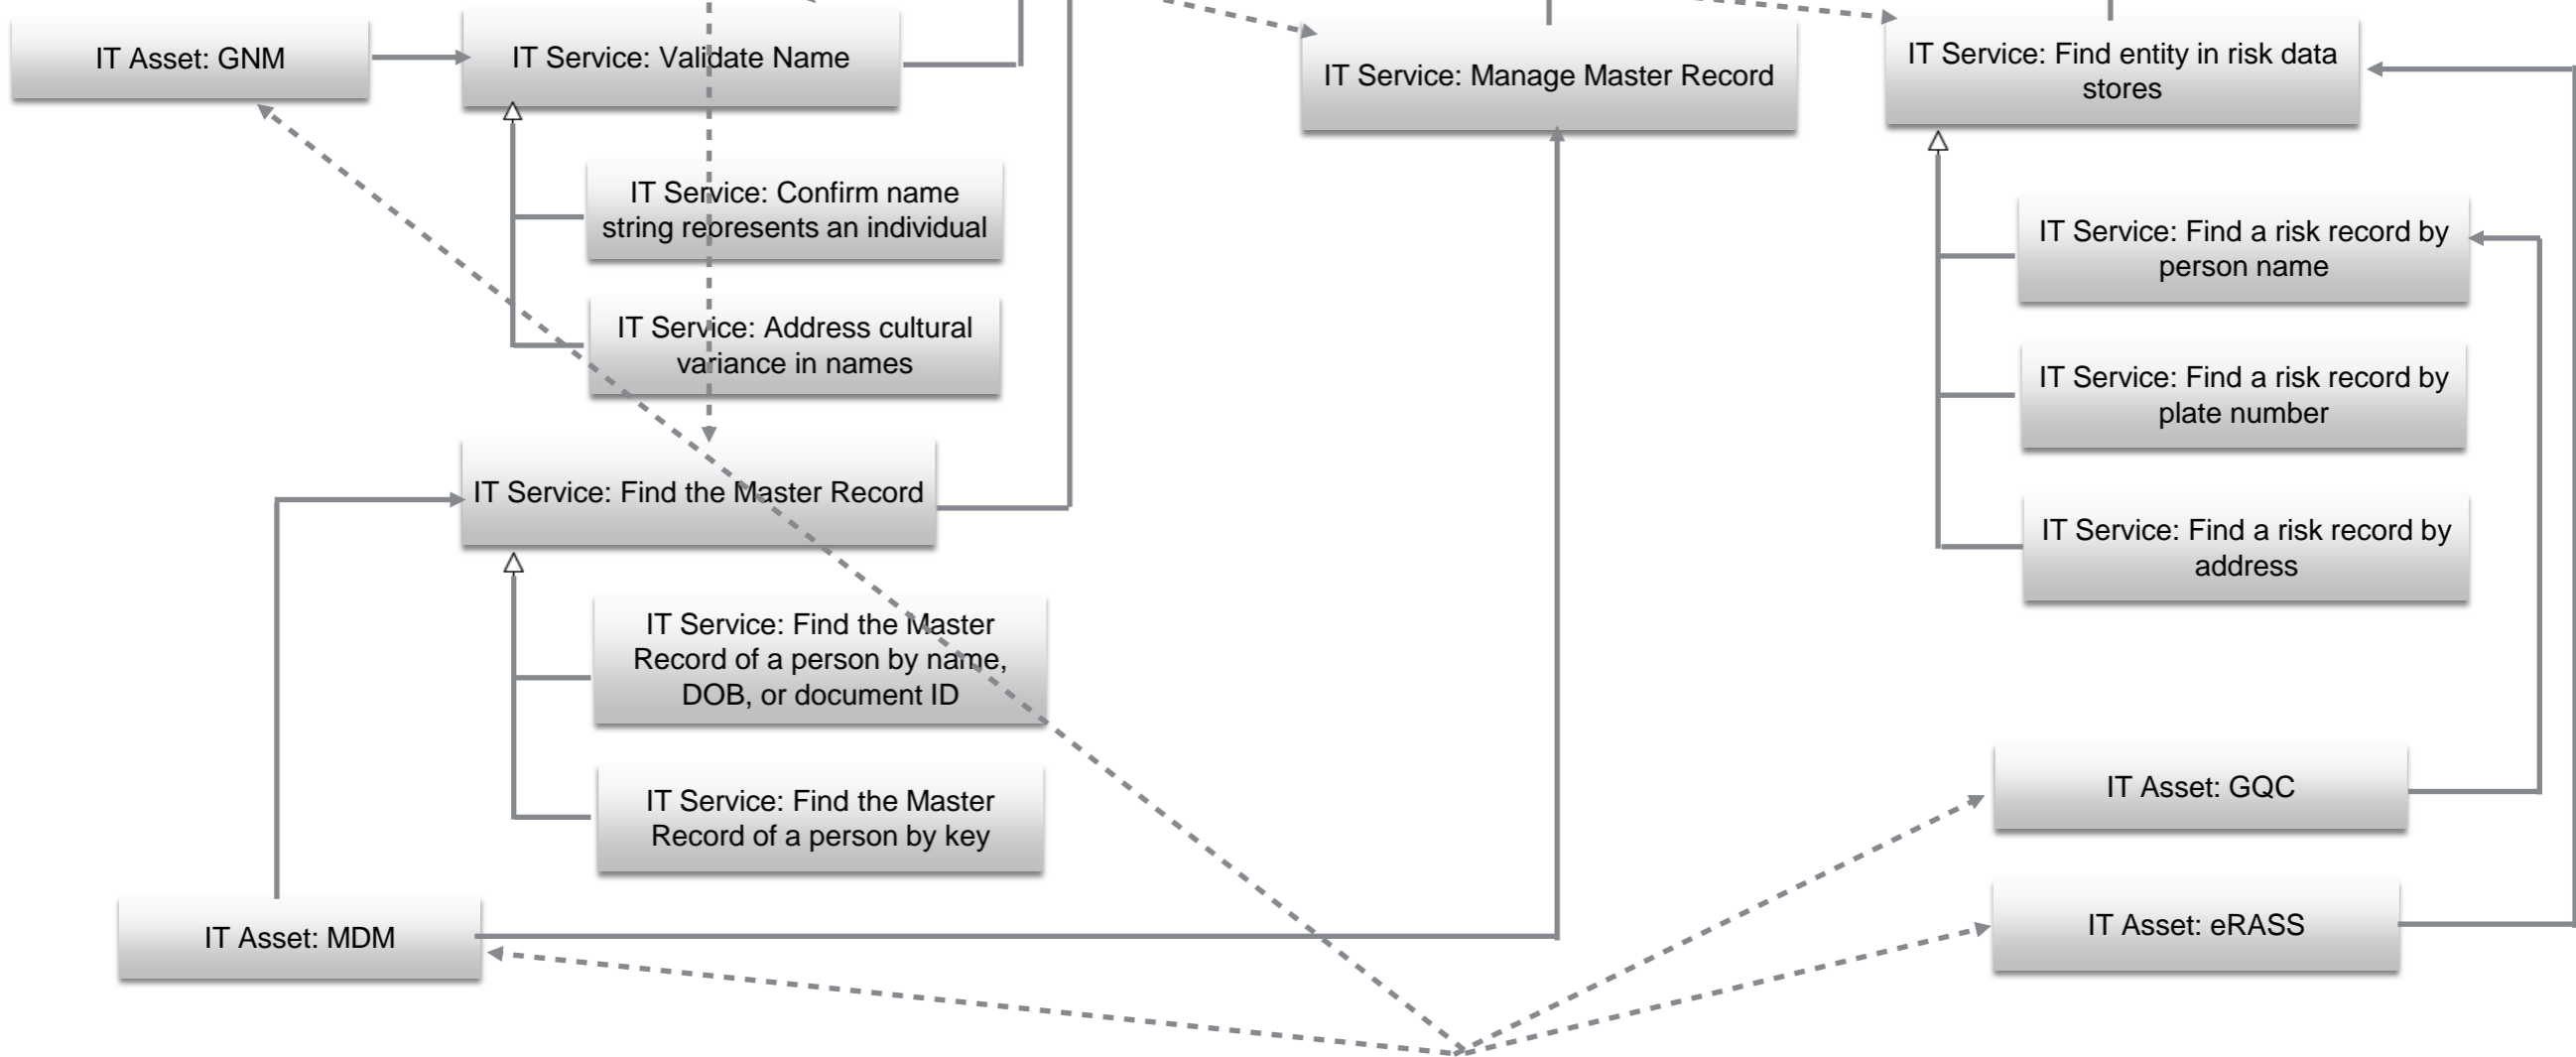 IT Asset: GNM
IT Service: Validate Name
IT Service: Manage Master Record
IT Service: Find entity in risk data
stores
IT Service: Confirm name
string represents an individual
IT Service: Find a risk record by
person name
IT Service: Address cultural
variance in names
IT Service: Find a risk record by
plate number
IT Service: Find the Master Record
IT Service: Find a risk record by
address
IT Service: Find the Master
Record of a person by name,
DOB, or document ID
IT Service: Find the Master
Record of a person by key
IT Asset: GQC
IT Asset: MDM
IT Asset: eRASS